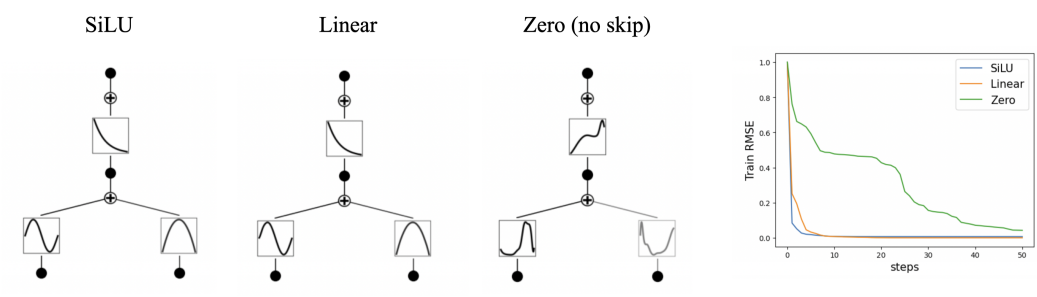 SiLU
Linear
Zero (no skip)
Train RMSE
1.0
0.8
0.6
0.4
0.2
0.0
0
10
20
30
40
50
steps
SiLU
Linear
Zero